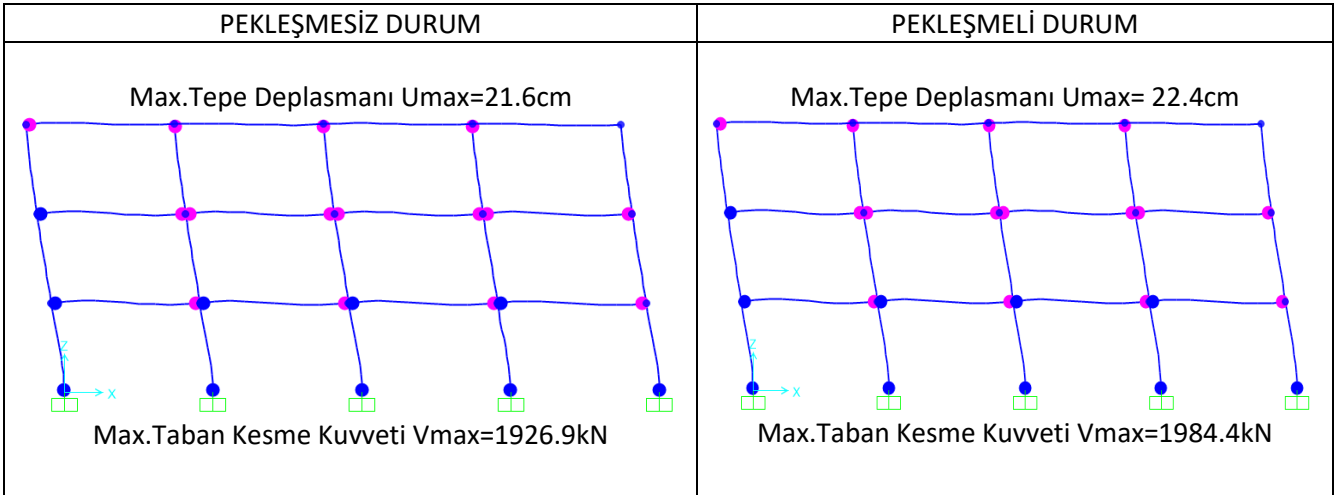 PEKLEŞMESİZ DURUM
PEKLEŞMELİ DURUM
Max.Tepe Deplasmanı Umax=21.6cm
Z
X
Max.Taban Kesme Kuvveti Vmax=1926.9kN
Max.Tepe Deplasmanı Umax= 22.4cm
Z
X
Max.Taban Kesme Kuvveti Vmax=1984.4kN